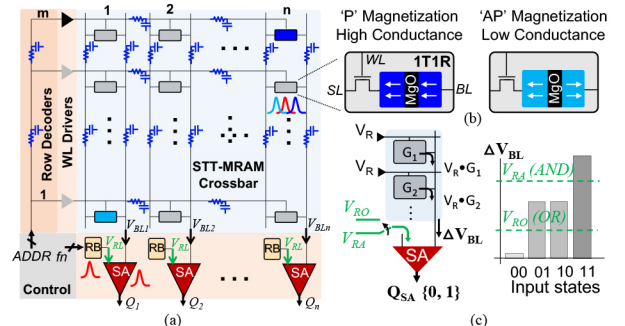 m
1
2
n
Row Decoders
WL Drivers
STT-MRAM
Crossbar
1
ADDR
fn
Control
V_BL1
V_BL2
V_BLn
RB
V_RL
RB
V_RL
RB
V_RL
SA
SA
SA
Q_1
Q_2
Q_n
(a)
'P' Magnetization
High Conductance
'AP' Magnetization
Low Conductance
1T1R
WL
SL
BL
MgO
MgO
(b)
V_R
G_1
V_R•G_1
V_R
G_2
V_R•G_2
V_RO
V_RA
ΔV_BL
SA
Q_SA {0, 1}
ΔV_BL
V_RA (AND)
V_RO (OR)
00 01 10 11
Input states
(c)